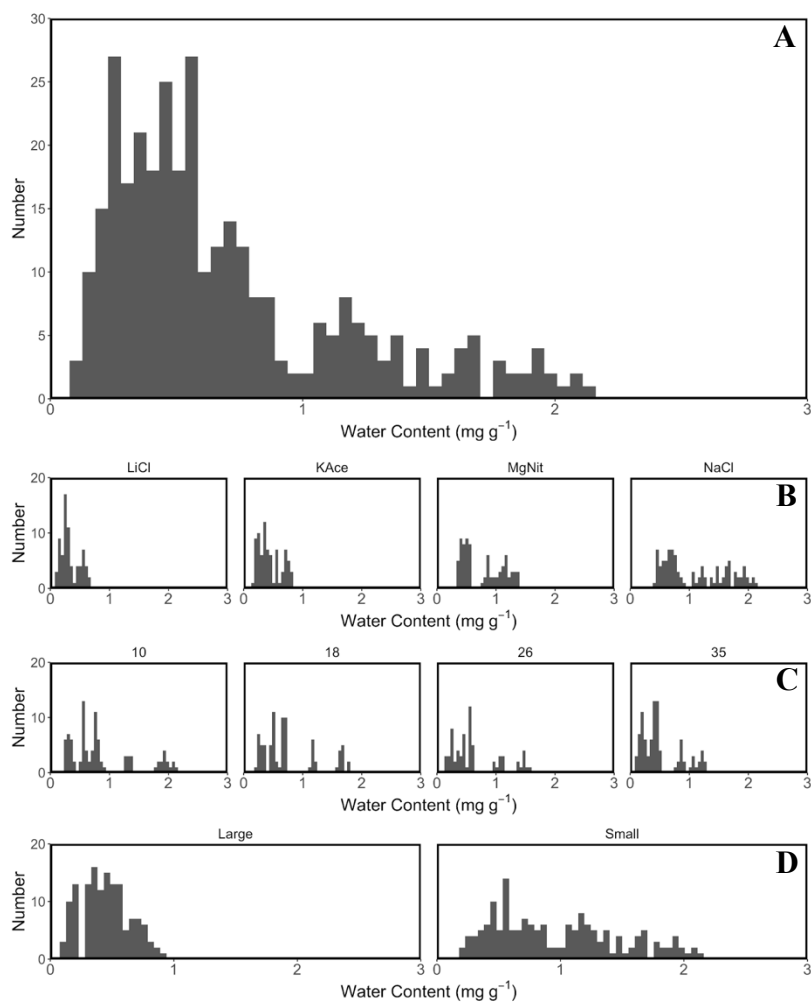 A
30
25
20
15
10
5
0
Number
0 1 2 3
Water Content (mg g⁻¹)
LiCl KAce MgNit NaCl
B
20
10
0
Number
0 1 2 3 0 1 2 3 0 1 2 3 0 1 2 3
10 18 26 35
C
20
10
0
Number
0 1 2 3 0 1 2 3 0 1 2 3 0 1 2 3
Water Content (mg g⁻¹)
Large Small
D
20
10
0
Number
0 1 2 3 0 1 2 3
Water Content (mg g⁻¹)